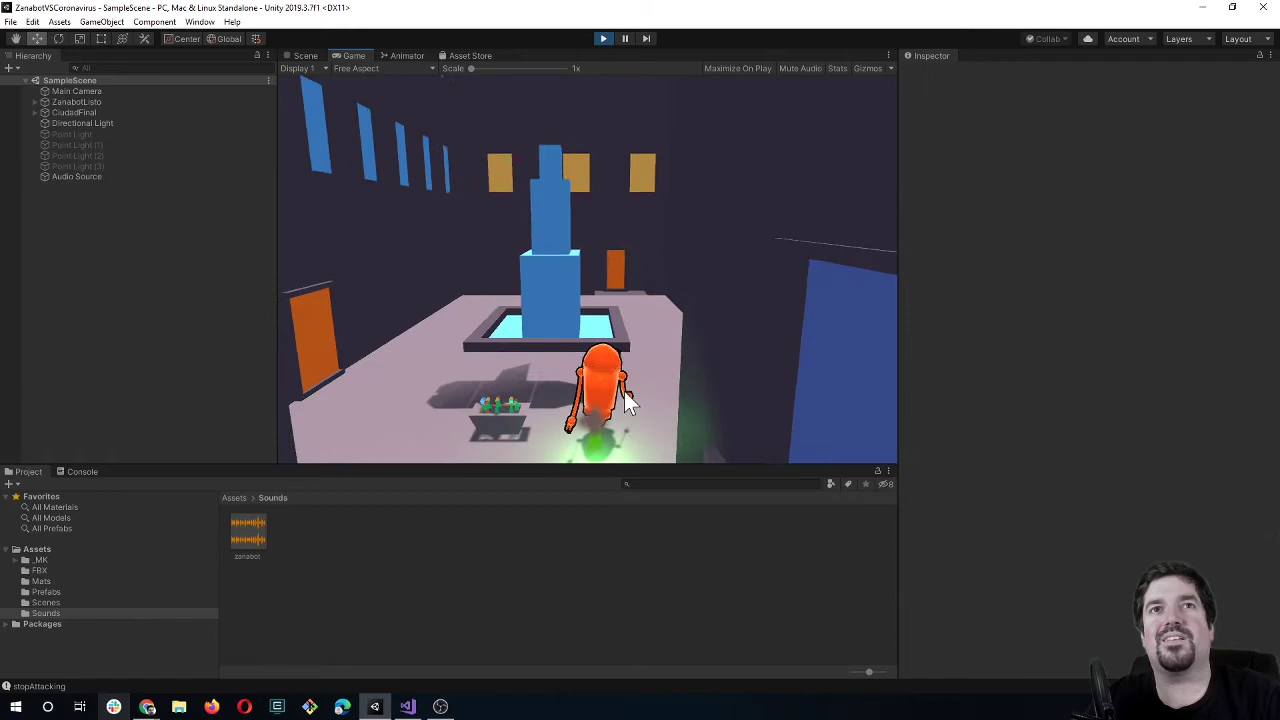 ZanabotVSCoronavirus - SampleScene - PC, Mac & Linux Standalone - Unity 2019.3.7f1 <DX11>
File Edit Assets GameObject Component Window Help
Center Global Collab Account Layers Layout
Hierarchy Scene Game Animator Asset Store Inspector
All Display 1 Free Aspect Scale 1x Maximize On Play Mute Audio Stats Gizmos
SampleScene
Main Camera
ZanabotListo
CiudadFinal
Directional Light
Point Light
Point Light (1)
Point Light (2)
Point Light (3)
Audio Source
Project Console
8
Favorites Assets > Sounds
All Materials
All Models
All Prefabs
Assets
_MK
FBX
Mats
Prefabs
Scenes
Sounds
Packages
zanabot
stopAttacking